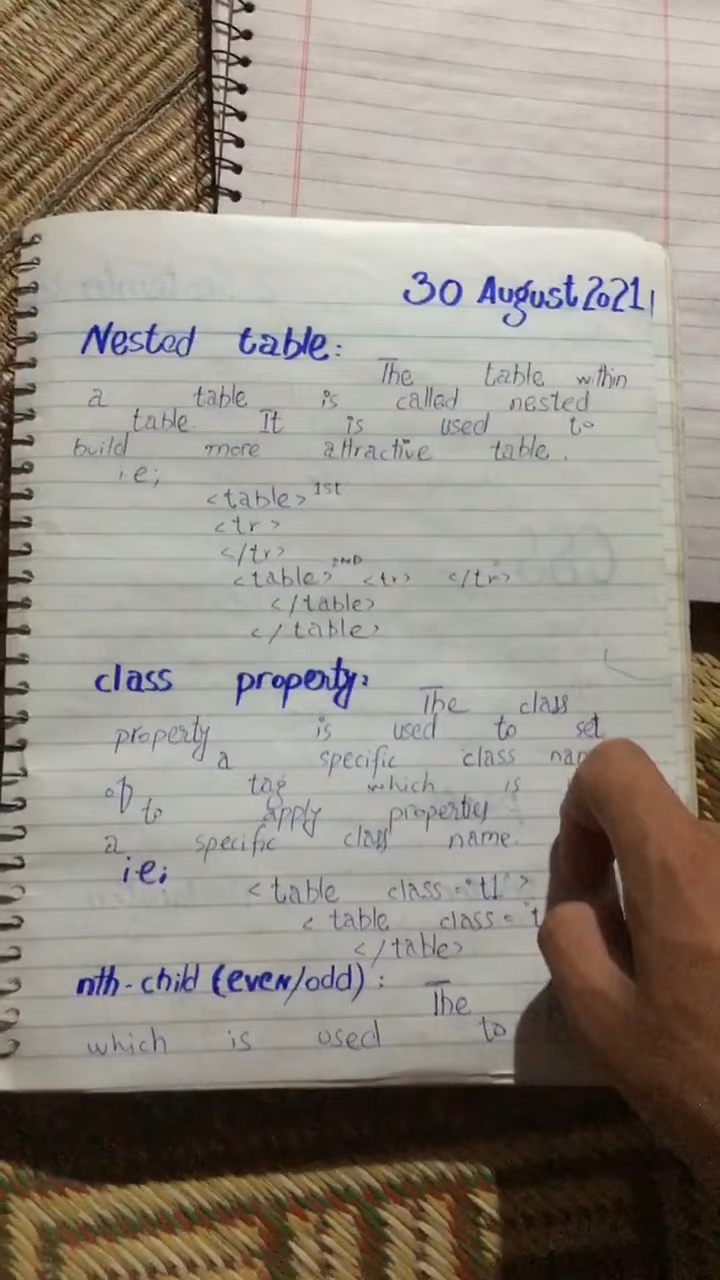 30 August 2021
Nested table:
The table within
a table is called nested
table. It is used to
build more attractive table.
i.e;
<table> 1st
<tr>
</tr>
<table> 2ND <tr> </tr>
</table>
</table>
class property:
The class
property is used to set
a specific class
of tag which is
to apply properties
a specific class name.
i.e;
<table class="t1">
<table class=
</table>
nth-child (even/odd):
The
which is used to